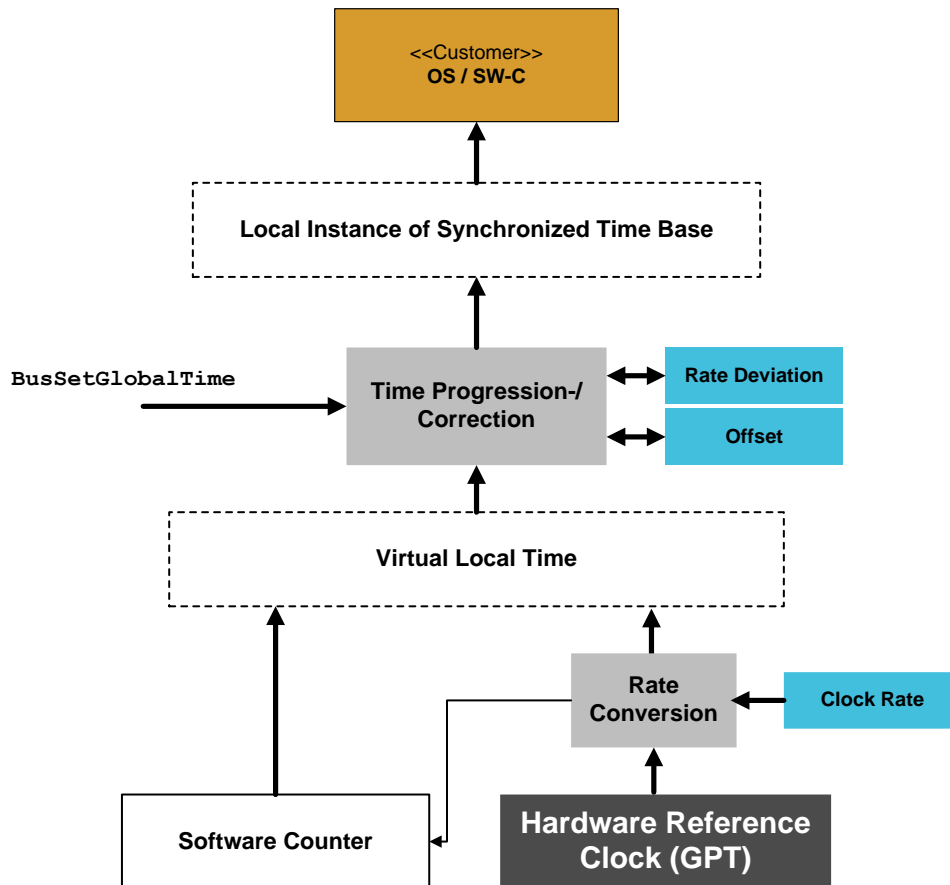 <<Customer>>
OS / SW-C
Local Instance of Synchronized Time Base
BusSetGlobalTime
Time Progression-/
Correction
Rate Deviation
Offset
Virtual Local Time
Rate
Conversion
Clock Rate
Software Counter
Hardware Reference
Clock (GPT)